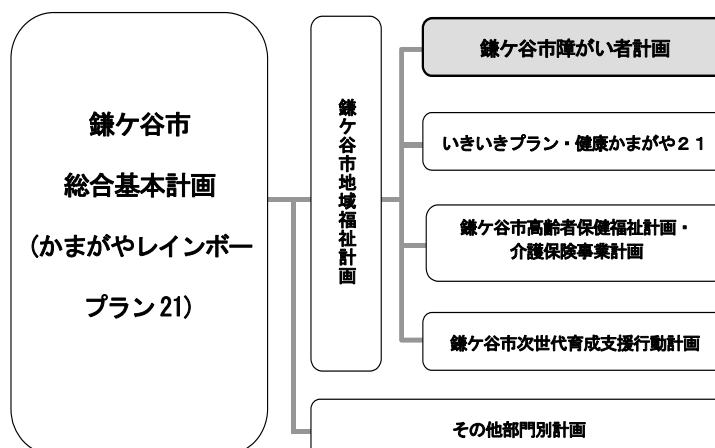 鎌ケ谷市
総合基本計画
(かまがやレインボー
プラン21)
鎌ケ谷市地域福祉計画
鎌ケ谷市障がい者計画
いきいきプラン・健康かまがや２１
鎌ケ谷市高齢者保健福祉計画・
介護保険事業計画
鎌ケ谷市次世代育成支援行動計画
その他部門別計画